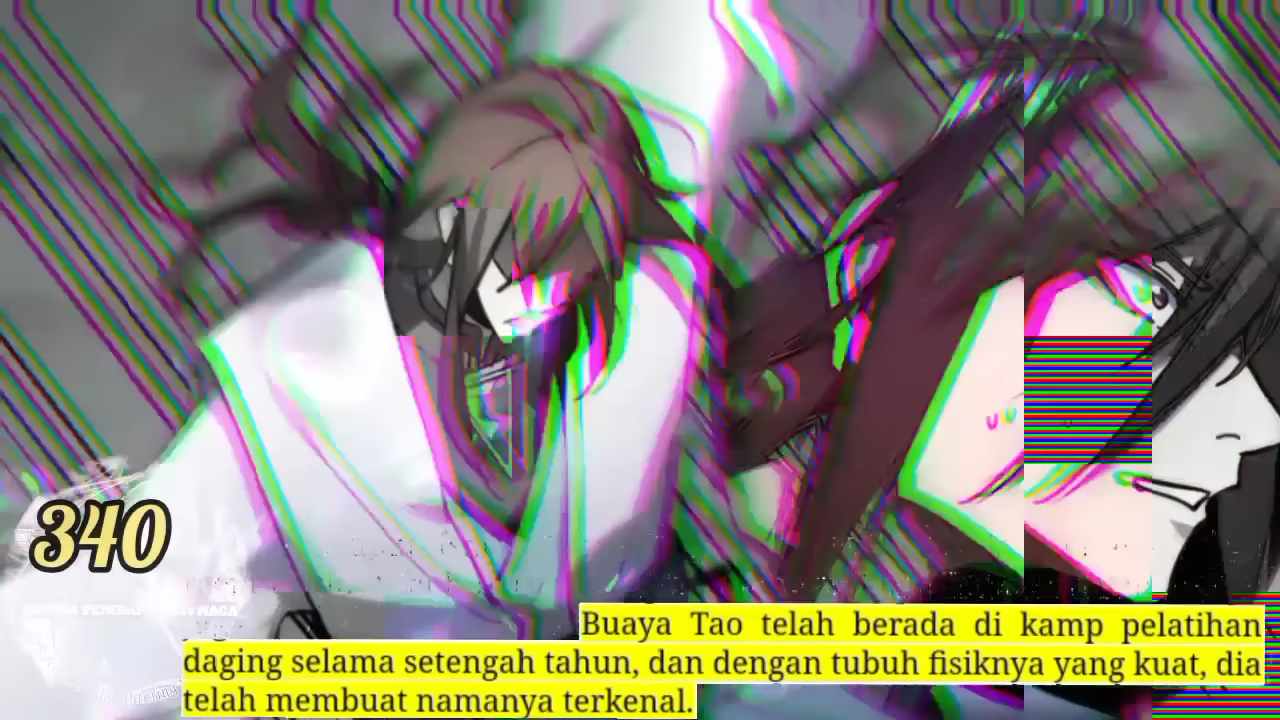 340
NAGA
Buaya Tao telah berada di kamp pelatihan
daging selama setengah tahun, dan dengan tubuh fisiknya yang kuat, dia
telah membuat namanya terkenal.